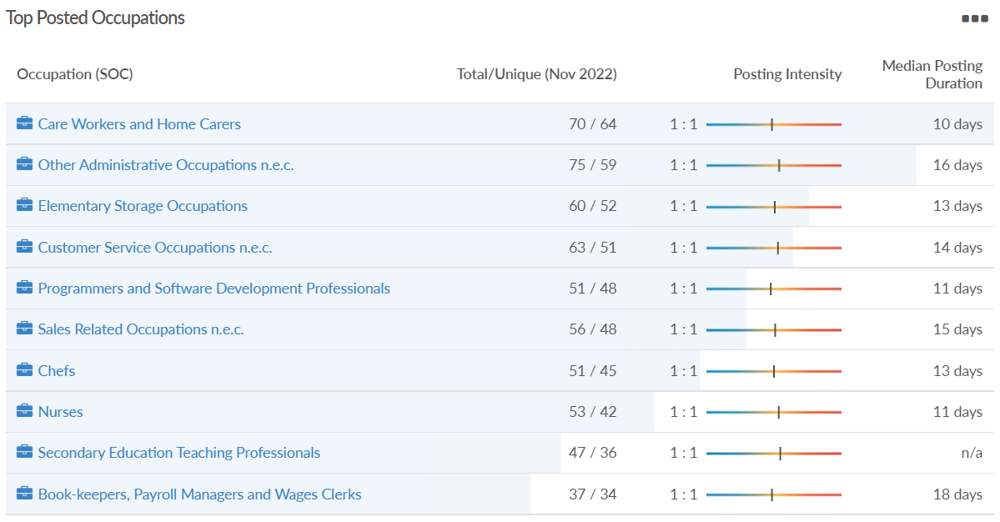 Top Posted Occupations
Occupation (SOC) Total/Unique (Nov 2022) Posting Intensity Median Posting Duration
Care Workers and Home Carers 70 / 64 1 : 1 10 days
Other Administrative Occupations n.e.c. 75 / 59 1 : 1 16 days
Elementary Storage Occupations 60 / 52 1 : 1 13 days
Customer Service Occupations n.e.c. 63 / 51 1 : 1 14 days
Programmers and Software Development Professionals 51 / 48 1 : 1 11 days
Sales Related Occupations n.e.c. 56 / 48 1 : 1 15 days
Chefs 51 / 45 1 : 1 13 days
Nurses 53 / 42 1 : 1 11 days
Secondary Education Teaching Professionals 47 / 36 1 : 1 n/a
Book-keepers, Payroll Managers and Wages Clerks 37 / 34 1 : 1 18 days